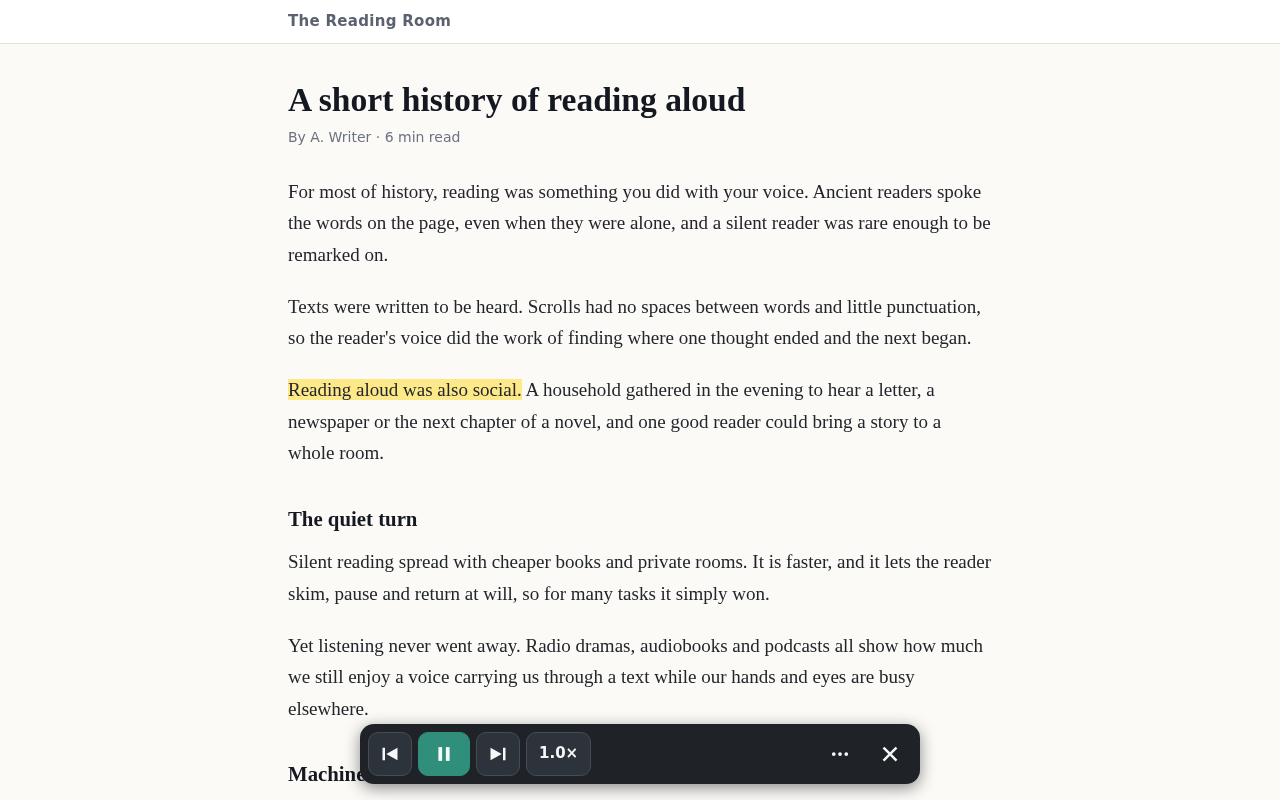 The Reading Room
A short history of reading aloud
By A. Writer · 6 min read
For most of history, reading was something you did with your voice. Ancient readers spoke
the words on the page, even when they were alone, and a silent reader was rare enough to be
remarked on.
Texts were written to be heard. Scrolls had no spaces between words and little punctuation,
so the reader's voice did the work of finding where one thought ended and the next began.
Reading aloud was also social. A household gathered in the evening to hear a letter, a
newspaper or the next chapter of a novel, and one good reader could bring a story to a
whole room.
The quiet turn
Silent reading spread with cheaper books and private rooms. It is faster, and it lets the reader
skim, pause and return at will, so for many tasks it simply won.
Yet listening never went away. Radio dramas, audiobooks and podcasts all show how much
we still enjoy a voice carrying us through a text while our hands and eyes are busy
elsewhere.
1.0×
Machine